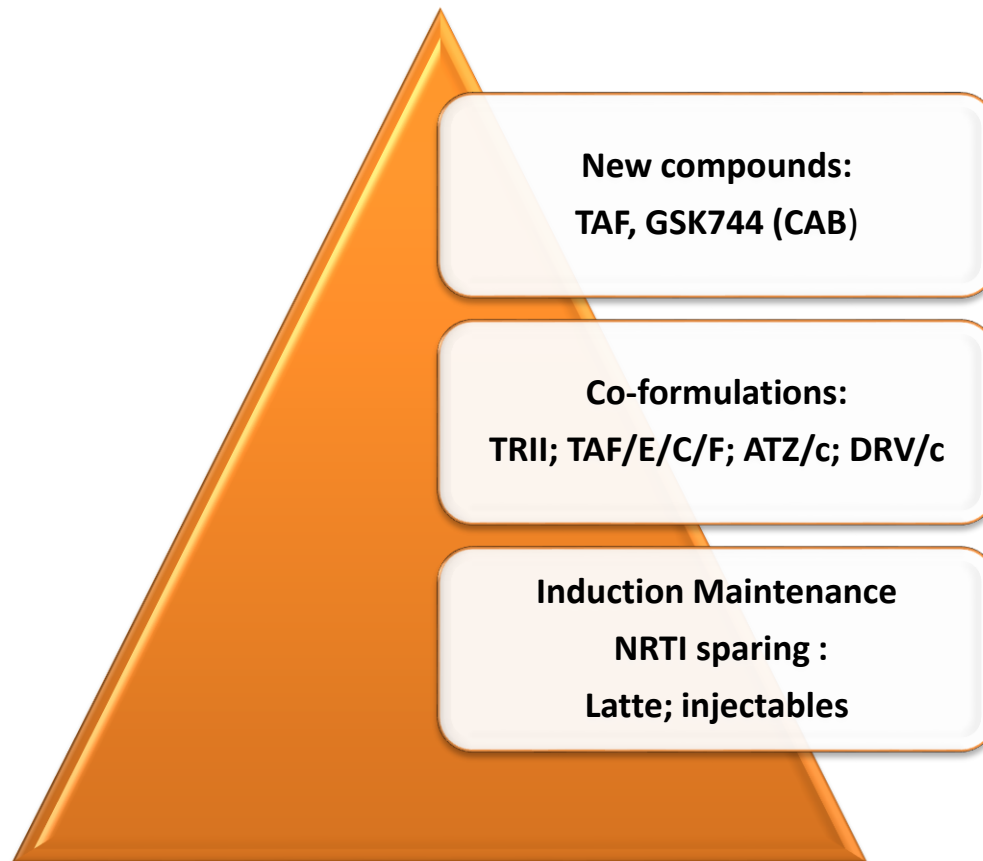 New compounds:
TAF, GSK744 (CAB)
Co-formulations:
TRII; TAF/E/C/F; ATZ/c; DRV/c
Induction Maintenance
NRTI sparing :
Latte; injectables